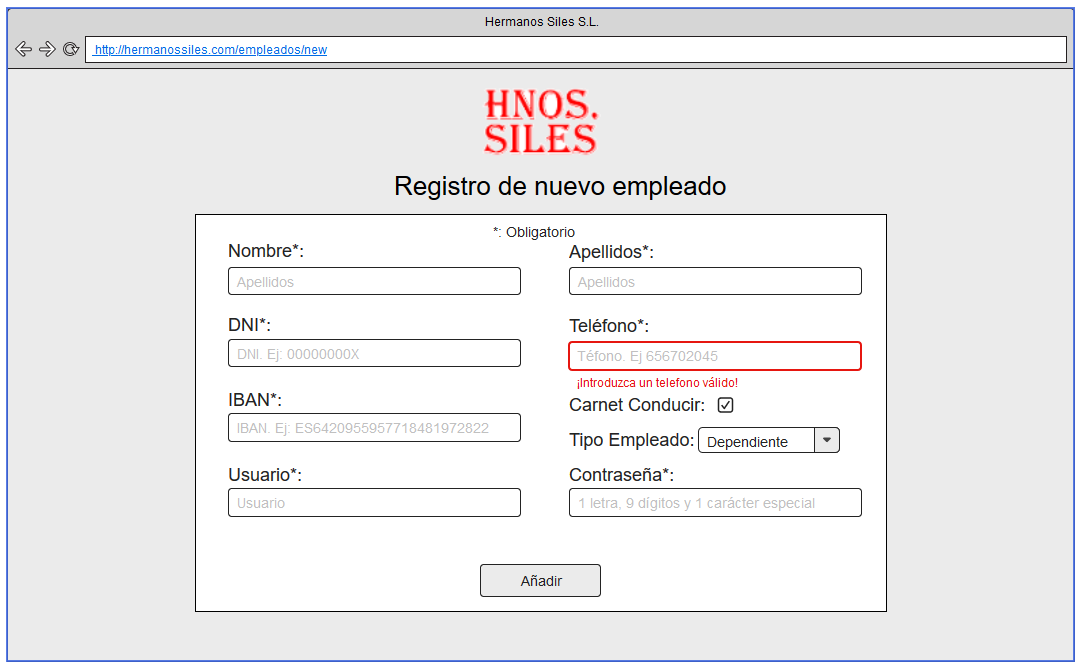 Hermanos Siles S.L.
http://hermanossiles.com/empleados/new
HNOS.
SILES
Registro de nuevo empleado
*: Obligatorio
Nombre*:
Apellidos
Apellidos*:
Apellidos
DNI*:
DNI. Ej: 00000000X
Teléfono*:
Téfono. Ej 656702045
¡Introduzca un telefono válido!
IBAN*:
IBAN. Ej: ES6420955957718481972822
Carnet Conducir:
Tipo Empleado: Dependiente
Usuario*:
Usuario
Contraseña*:
1 letra, 9 dígitos y 1 carácter especial
Añadir